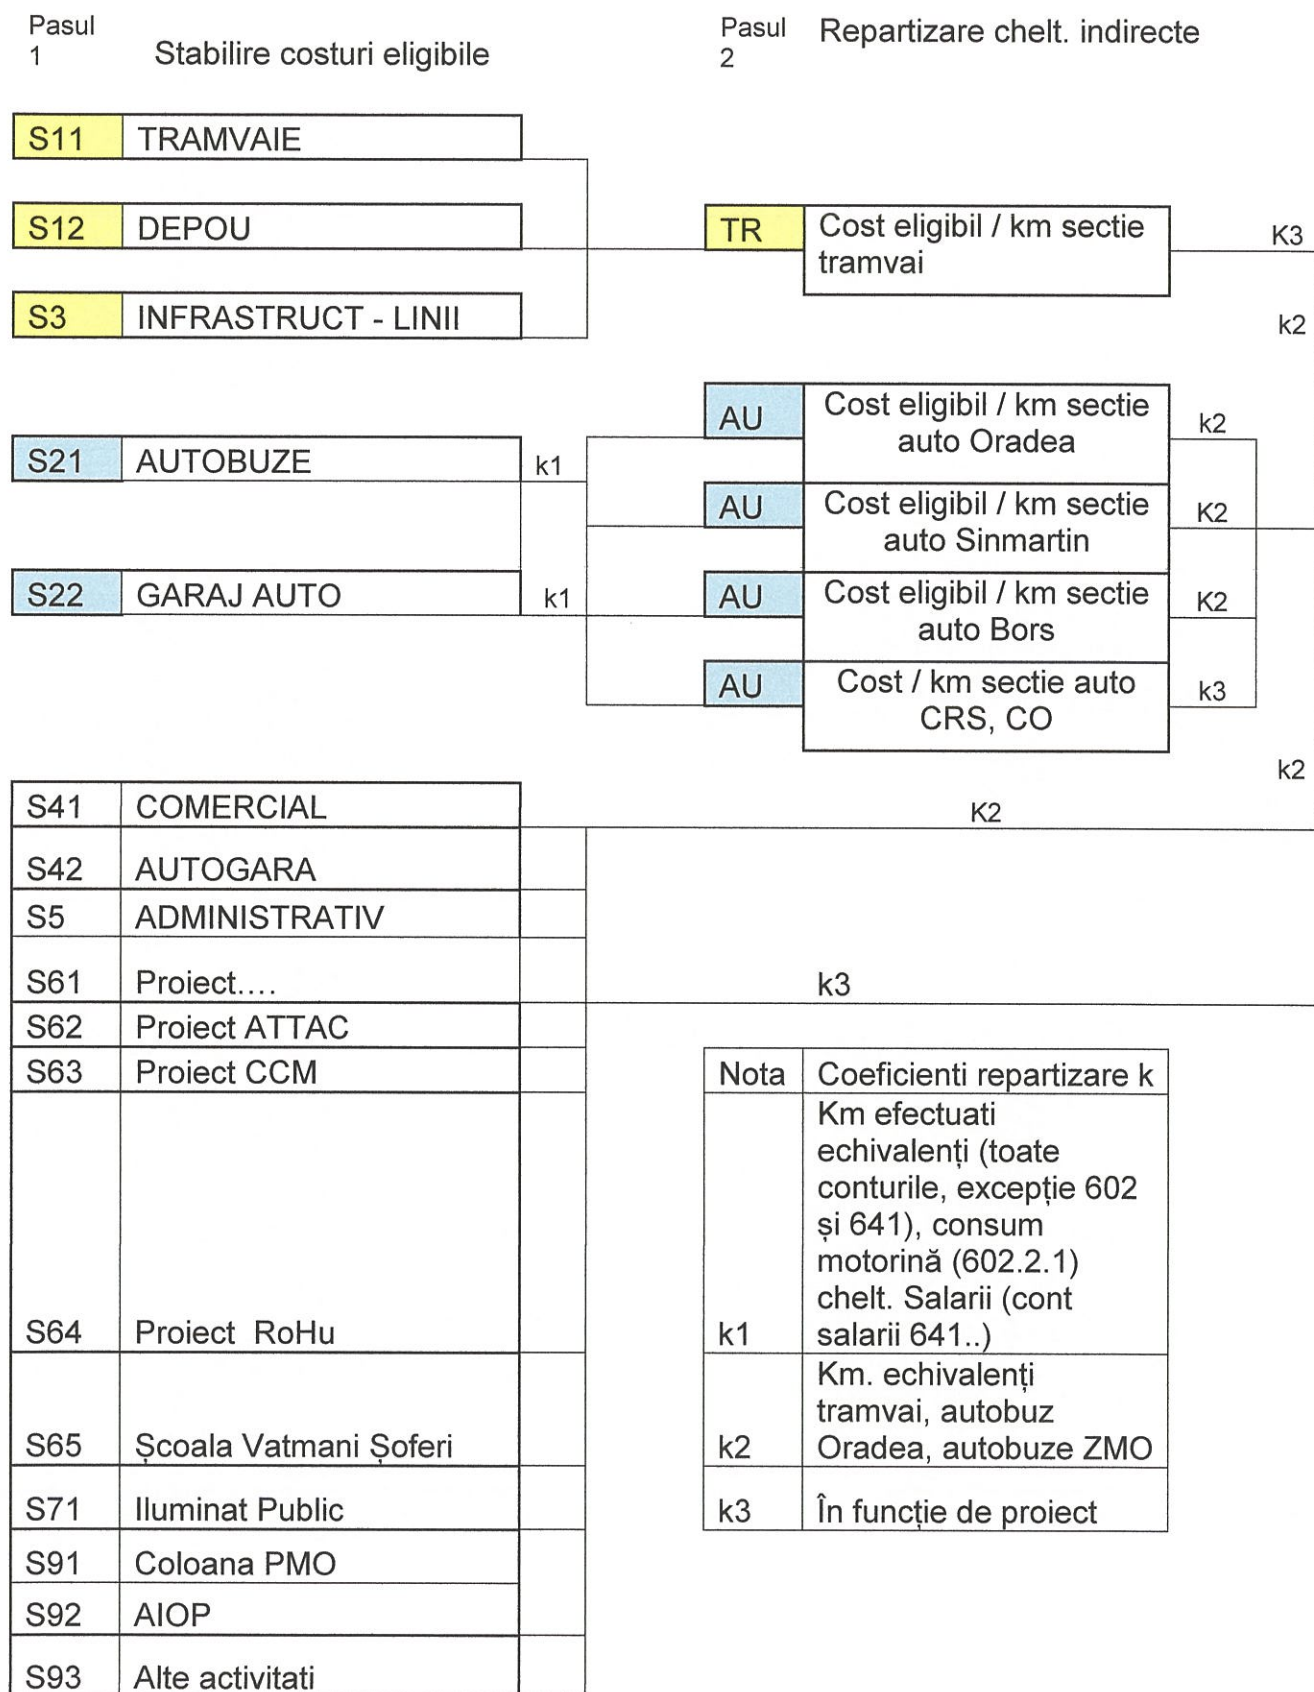 Pasul
1
Stabilire costuri eligibile
Pasul
2
Repartizare chelt. indirecte
S11 TRAMVAIE
S12 DEPOU
S3 INFRASTRUCT - LINII
TR Cost eligibil / km sectie
tramvai
K3
k2
S21 AUTOBUZE k1
S22 GARAJ AUTO k1
AU Cost eligibil / km sectie
auto Oradea
k2
AU Cost eligibil / km sectie
auto Sinmartin
K2
AU Cost eligibil / km sectie
auto Bors
K2
AU Cost / km sectie auto
CRS, CO
k3
k2
S41 COMERCIAL
K2
S42 AUTOGARA
S5 ADMINISTRATIV
S61 Proiect....
k3
S62 Proiect ATTAC
S63 Proiect CCM
S64 Proiect RoHu
S65 Școala Vatmani Șoferi
S71 Iluminat Public
S91 Coloana PMO
S92 AIOP
S93 Alte activitati
Nota Coeficienti repartizare k
Km efectuati
echivalenți (toate
conturile, excepție 602
și 641), consum
motorină (602.2.1)
chelt. Salarii (cont
k1 salarii 641..)
Km. echivalenți
tramvai, autobuz
k2 Oradea, autobuze ZMO
k3 În funcție de proiect